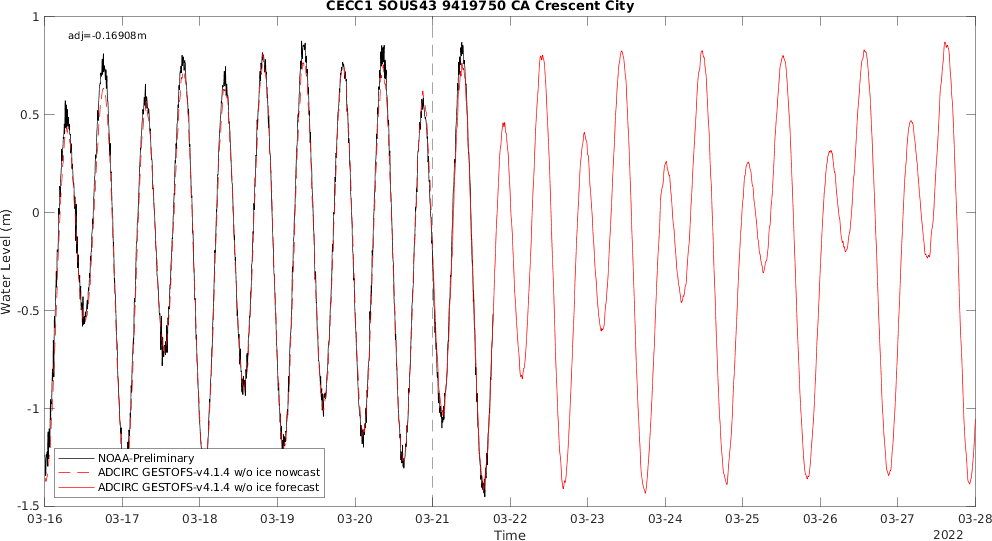 CECC1 SOUS43 9419750 CA Crescent City
adj=-0.16908m
1
0.5
0
-0.5
-1
-1.5
Water Level (m)
NOAA-Preliminary
ADCIRC GESTOFS-v4.1.4 w/o ice nowcast
ADCIRC GESTOFS-v4.1.4 w/o ice forecast
03-16 03-17 03-18 03-19 03-20 03-21 03-22 03-23 03-24 03-25 03-26 03-27 03-28
Time
2022